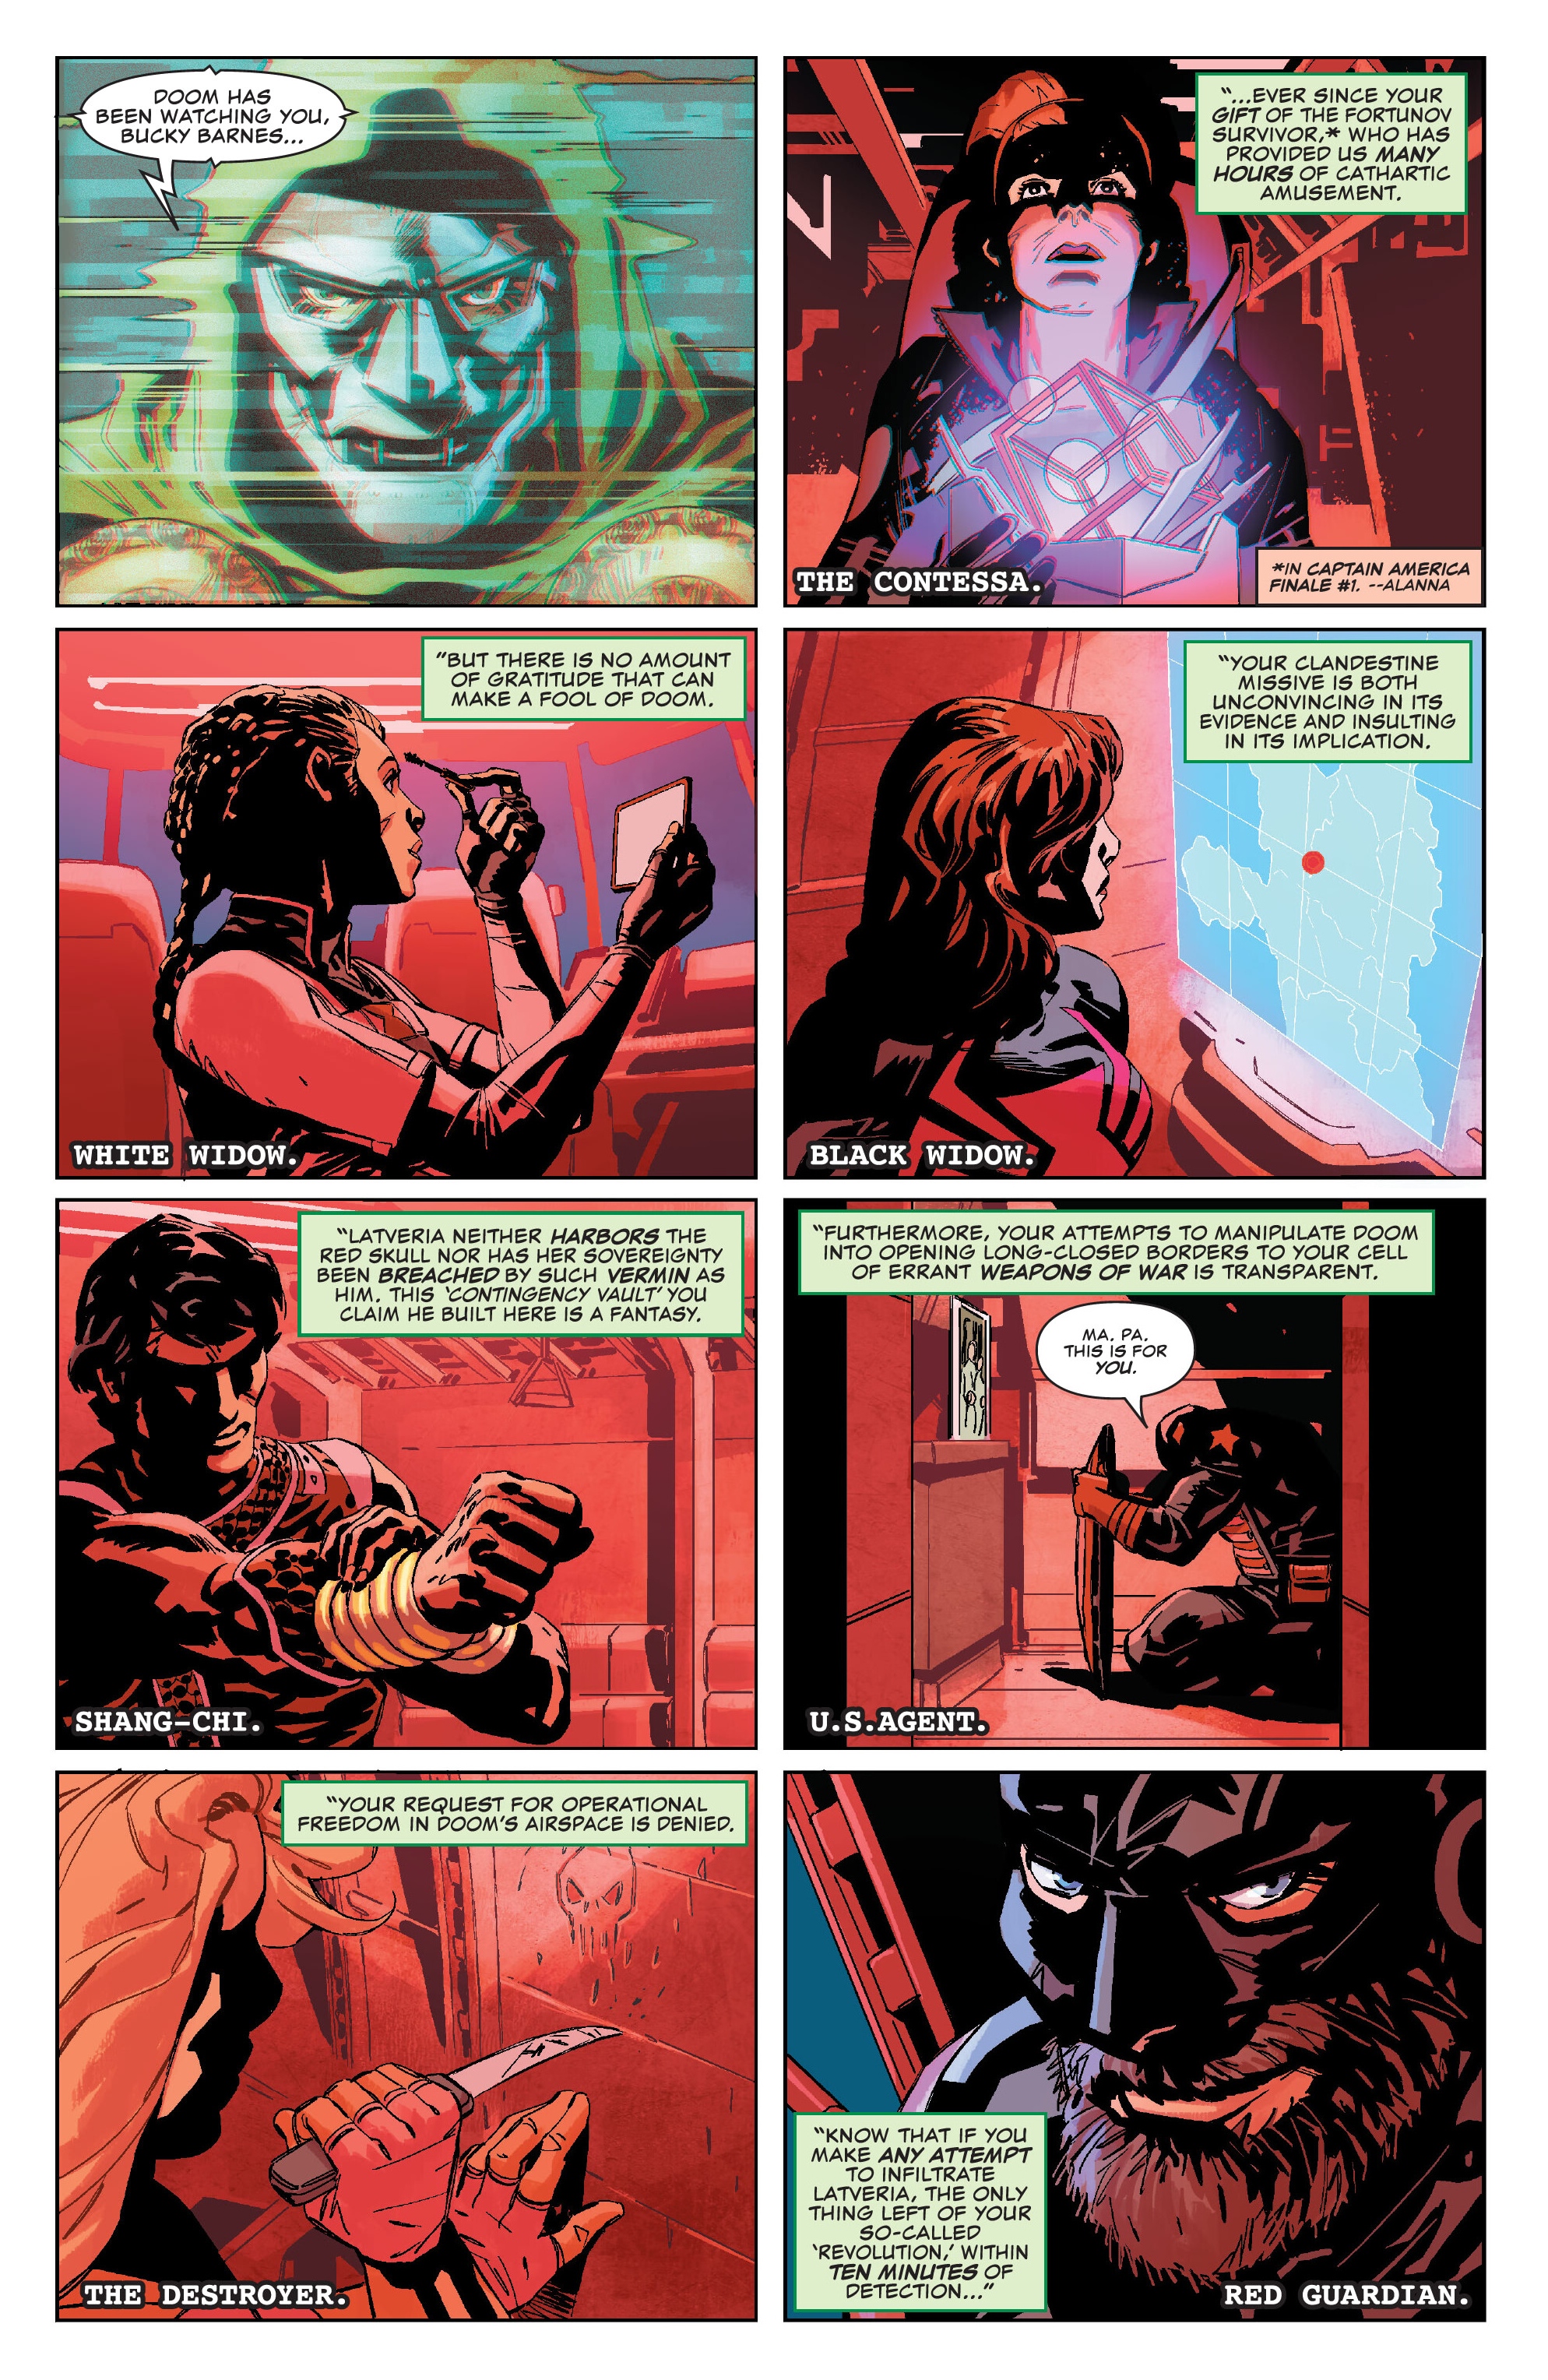 DOOM HAS
BEEN WATCHING YOU,
BUCKY BARNES...
"...EVER SINCE YOUR
GIFT OF THE FORTUNOV
SURVIVOR,* WHO HAS
PROVIDED US MANY
HOURS OF CATHARTIC
AMUSEMENT.
THE CONTESSA.
*IN CAPTAIN AMERICA
FINALE #1. --ALANNA
"BUT THERE IS NO AMOUNT
OF GRATITUDE THAT CAN
MAKE A FOOL OF DOOM.
WHITE WIDOW.
"YOUR CLANDESTINE
MISSIVE IS BOTH
UNCONVINCING IN ITS
EVIDENCE AND INSULTING
IN ITS IMPLICATION.
BLACK WIDOW.
"LATVERIA NEITHER HARBORS THE
RED SKULL NOR HAS HER SOVEREIGNTY
BEEN BREACHED BY SUCH VERMIN AS
HIM. THIS 'CONTINGENCY VAULT' YOU
CLAIM HE BUILT HERE IS A FANTASY.
SHANG-CHI.
"FURTHERMORE, YOUR ATTEMPTS TO MANIPULATE DOOM
INTO OPENING LONG-CLOSED BORDERS TO YOUR CELL
OF ERRANT WEAPONS OF WAR IS TRANSPARENT.
MA. PA.
THIS IS FOR
YOU.
U.S.AGENT.
"YOUR REQUEST FOR OPERATIONAL
FREEDOM IN DOOM'S AIRSPACE IS DENIED.
THE DESTROYER.
"KNOW THAT IF YOU
MAKE ANY ATTEMPT
TO INFILTRATE
LATVERIA, THE ONLY
THING LEFT OF YOUR
SO-CALLED
'REVOLUTION,' WITHIN
TEN MINUTES OF
DETECTION..."
RED GUARDIAN.